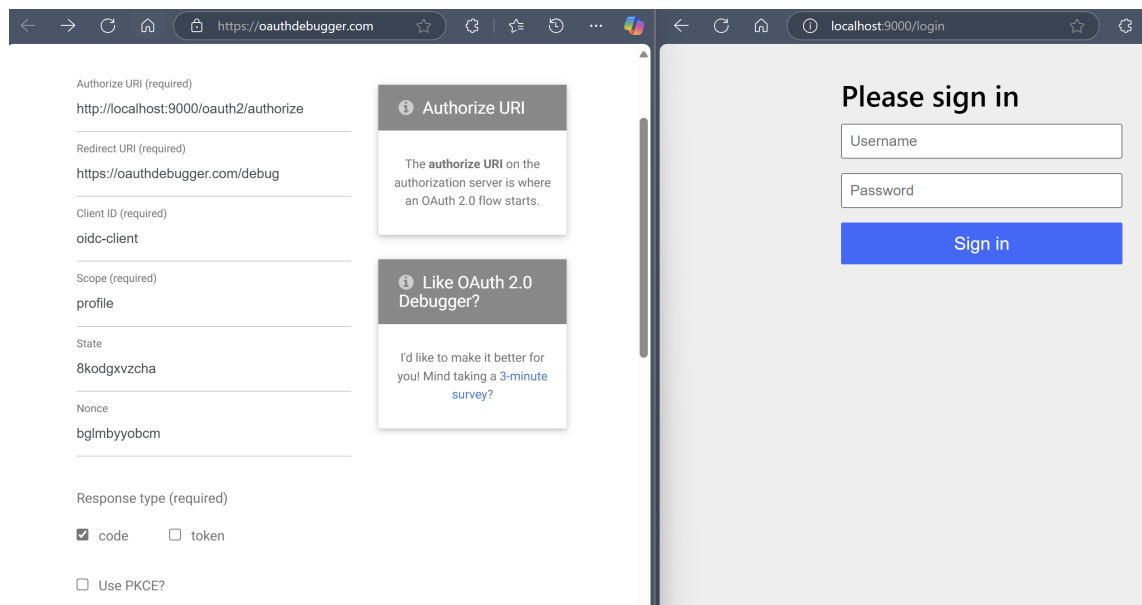 https://oauthdebugger.com
Authorize URI (required)
http://localhost:9000/oauth2/authorize
Redirect URI (required)
https://oauthdebugger.com/debug
Client ID (required)
oidc-client
Scope (required)
profile
State
8kodgxvzcha
Nonce
bglmbyyobcm
Response type (required)
code token
Use PKCE?
Authorize URI
The authorize URI on the
authorization server is where
an OAuth 2.0 flow starts.
Like OAuth 2.0
Debugger?
I'd like to make it better for
you! Mind taking a 3-minute
survey?
localhost:9000/login
Please sign in
Username
Password
Sign in